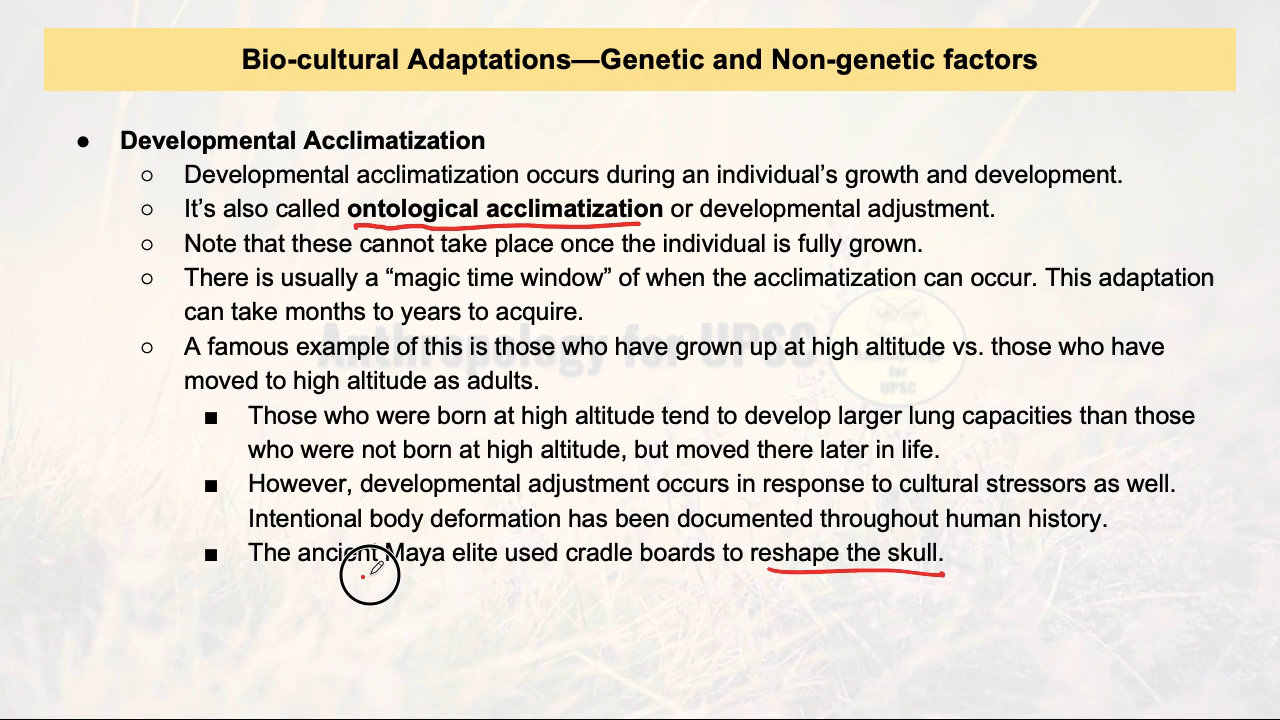 Bio-cultural Adaptations—Genetic and Non-genetic factors
● Developmental Acclimatization
○ Developmental acclimatization occurs during an individual’s growth and development.
○ It’s also called ontological acclimatization or developmental adjustment.
○ Note that these cannot take place once the individual is fully grown.
○ There is usually a “magic time window” of when the acclimatization can occur. This adaptation
can take months to years to acquire.
Anthropology for UPSC
○ A famous example of this is those who have grown up at high altitude vs. those who have
moved to high altitude as adults.
for
UPSC
■ Those who were born at high altitude tend to develop larger lung capacities than those
who were not born at high altitude, but moved there later in life.
■ However, developmental adjustment occurs in response to cultural stressors as well.
Intentional body deformation has been documented throughout human history.
■ The ancient Maya elite used cradle boards to reshape the skull.